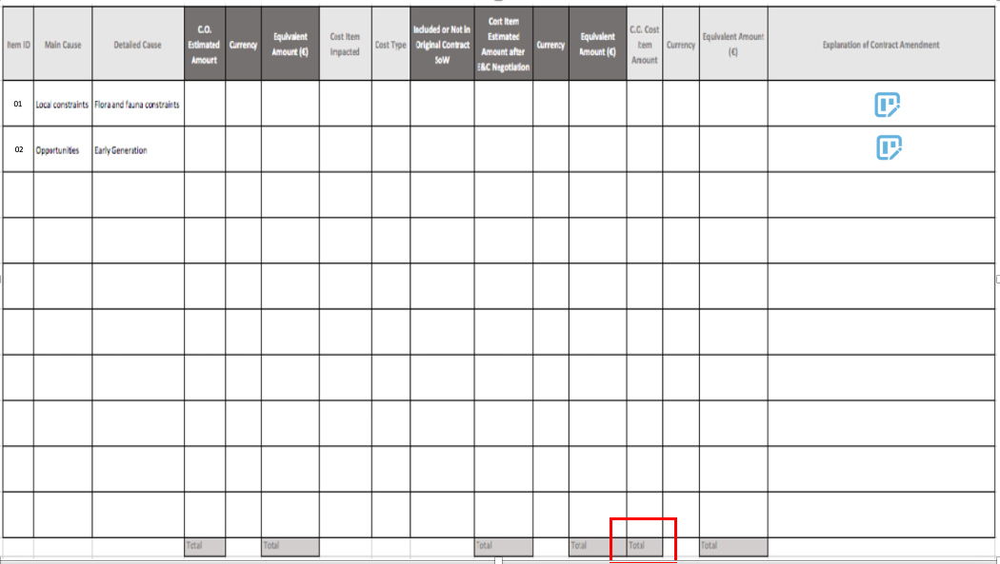 Item ID
Main Cause
Detailed Cause
C.O.
Estimated
Amount
Currency
Equivalent
Amount (€)
Cost Item
Impacted
Cost Type
Included or Not in
Original Contract
SoW
Cost Item
Estimated
Amount after
E&C Negotiation
Currency
Equivalent
Amount (€)
C.C. Cost
Item
Amount
Currency
Equivalent Amount
(€)
Explanation of Contract Amendment
01 Local constraints Flora and fauna constraints
02 Opportunities Early Generation
Total Total Total Total Total Total